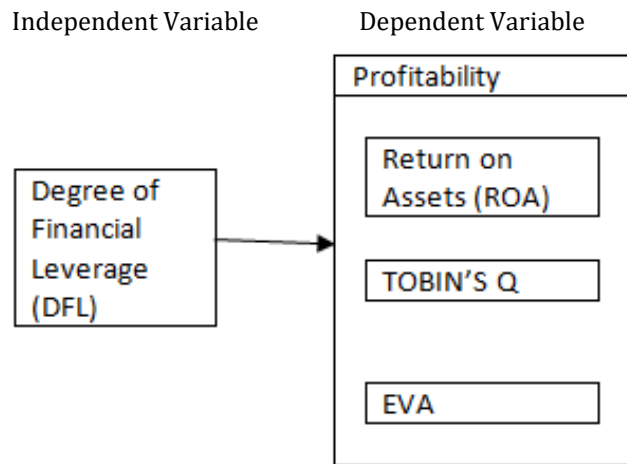 Independent Variable
Dependent Variable
Profitability
Return on
Assets (ROA)
Degree of
Financial
Leverage
(DFL)
TOBIN'S Q
EVA